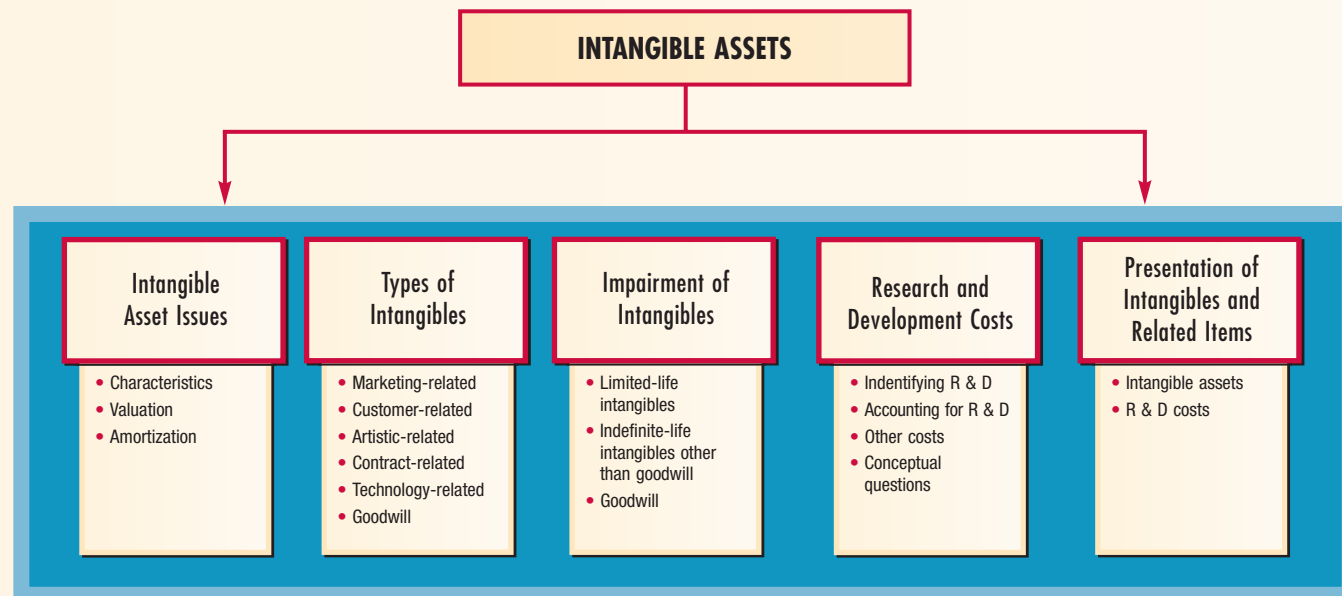 INTANGIBLE ASSETS
Intangible
Asset Issues
• Characteristics
• Valuation
• Amortization
Types of
Intangibles
• Marketing-related
• Customer-related
• Artistic-related
• Contract-related
• Technology-related
• Goodwill
Impairment of
Intangibles
• Limited-life
intangibles
• Indefinite-life
intangibles other
than goodwill
• Goodwill
Research and
Development Costs
• Indentifying R & D
• Accounting for R & D
• Other costs
• Conceptual
questions
Presentation of
Intangibles and
Related Items
• Intangible assets
• R & D costs